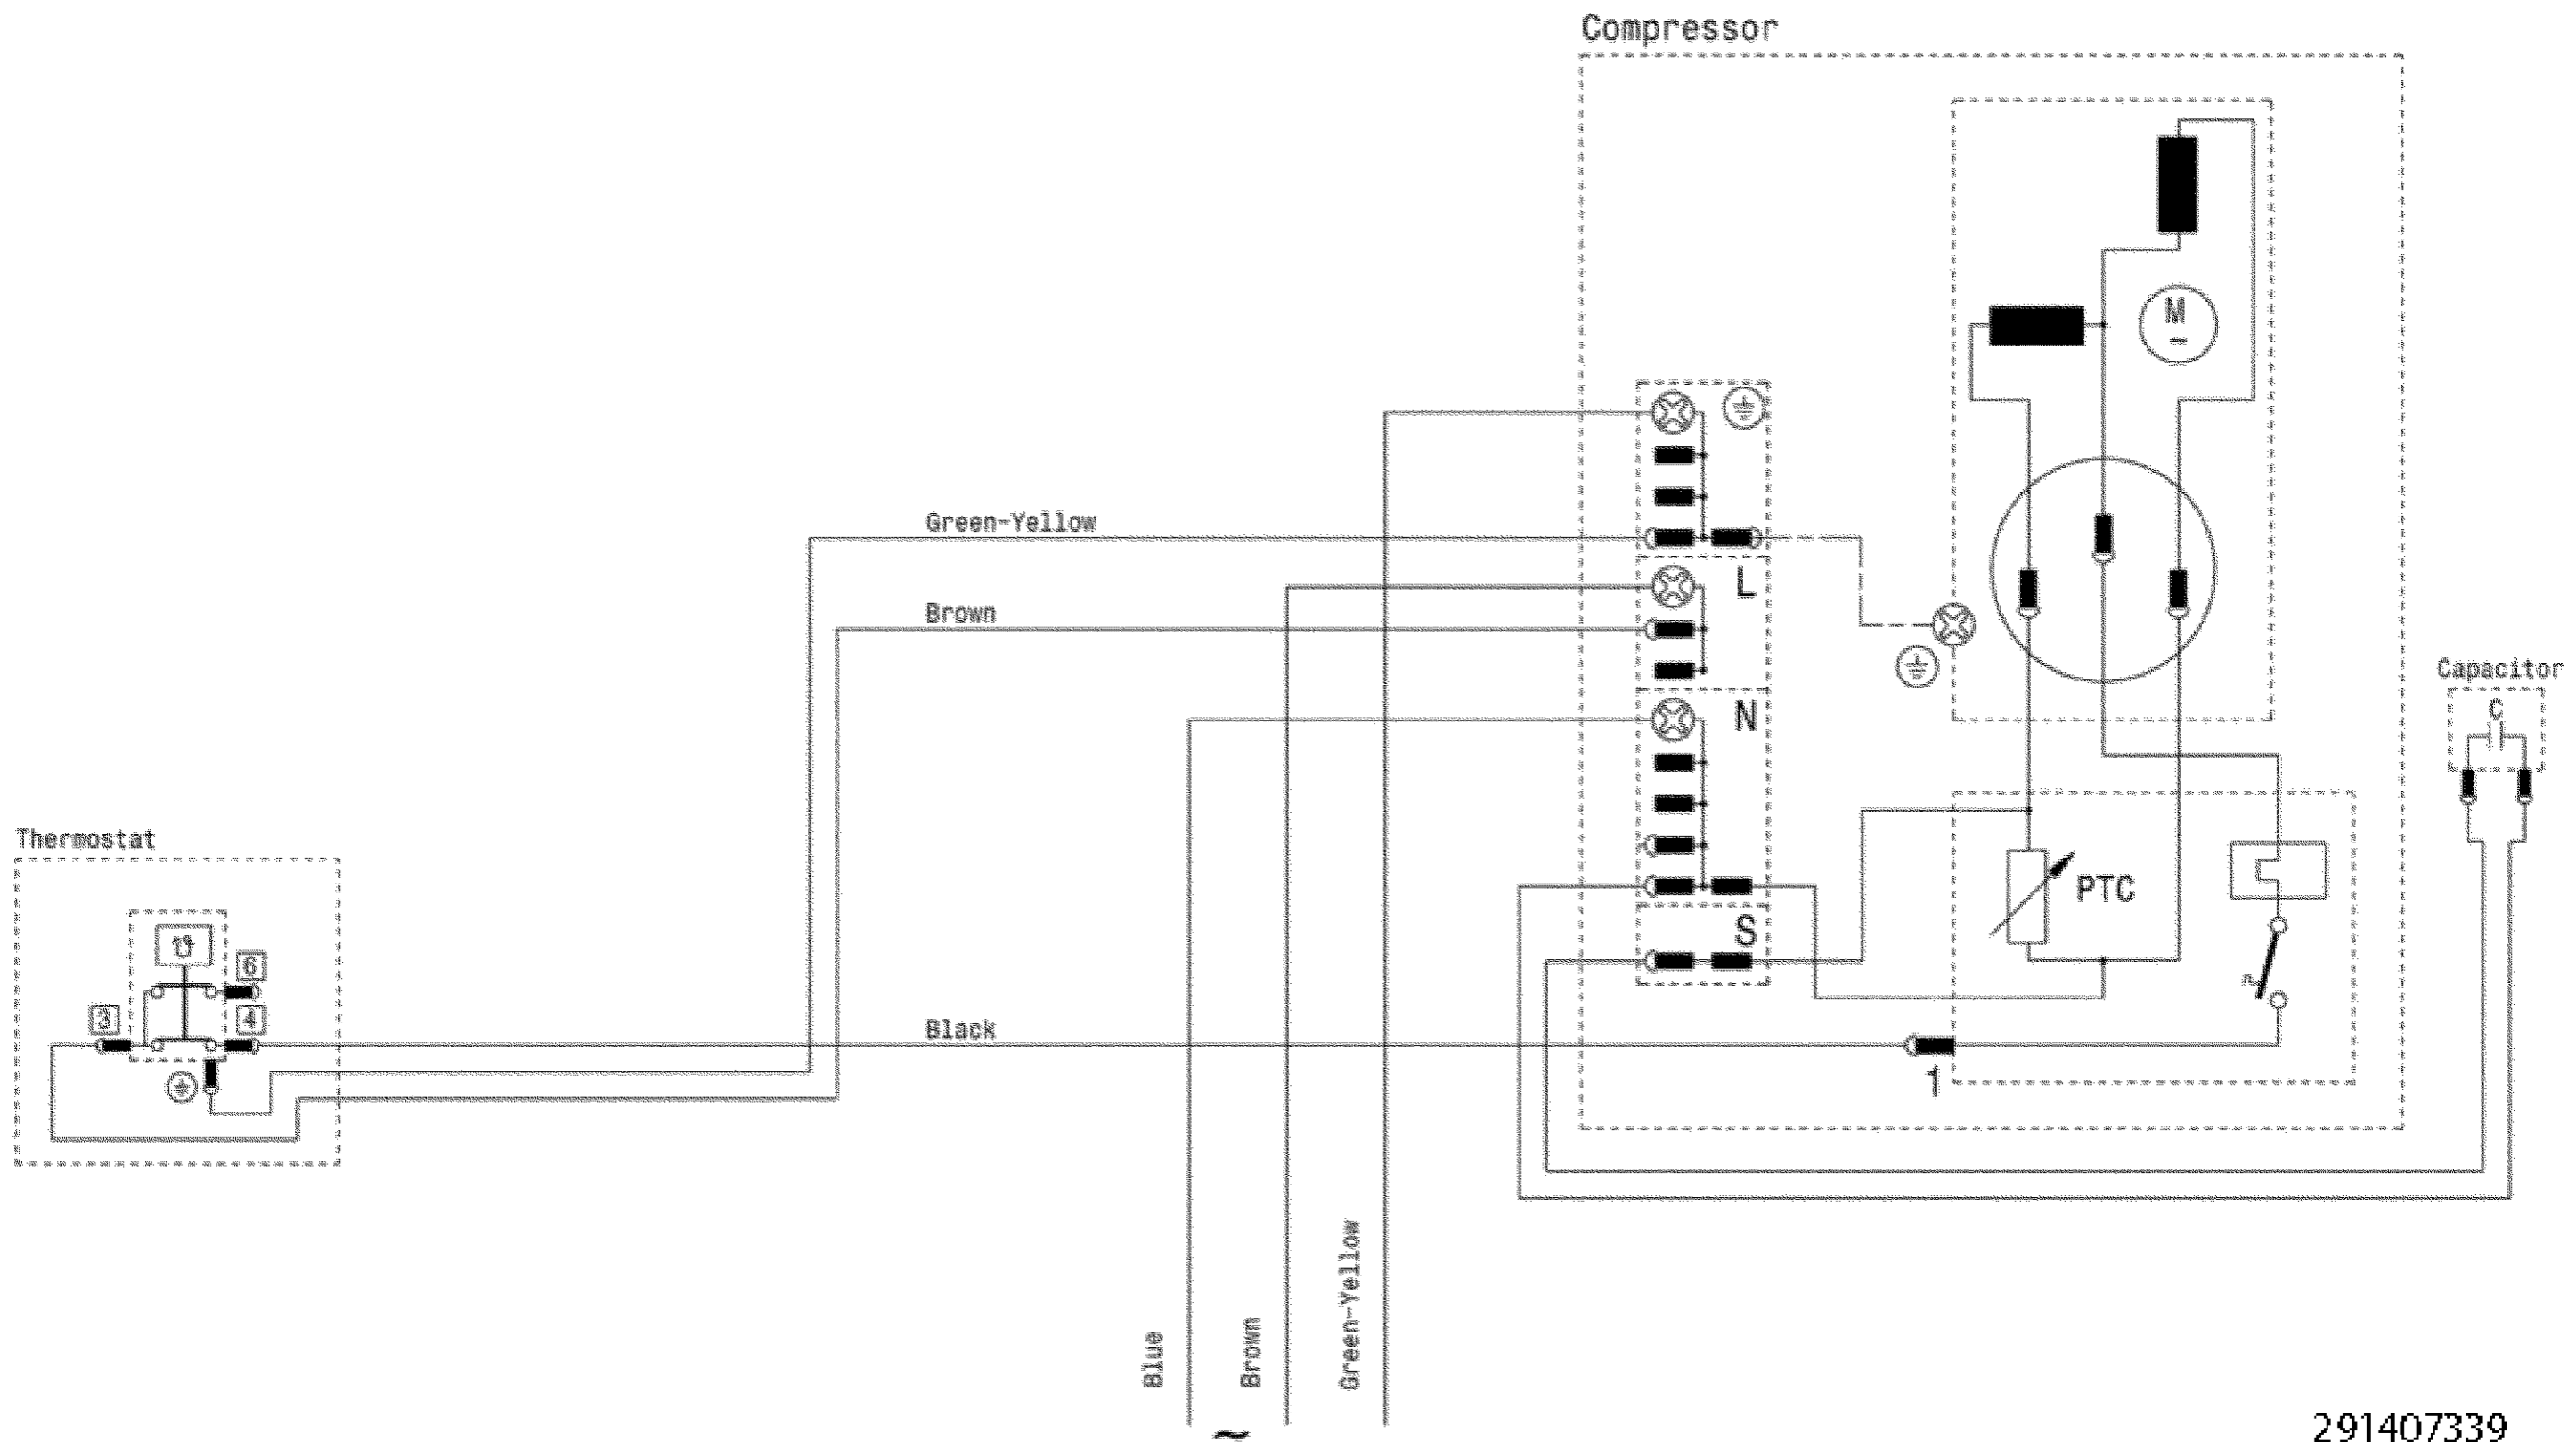 Compressor
M
~
Green-Yellow
L
Brown
Capacitor
C
N
Thermostat
PTC
ϑ
6
S
3
4
Black
1
Blue
Brown
Green-Yellow
~
291407339